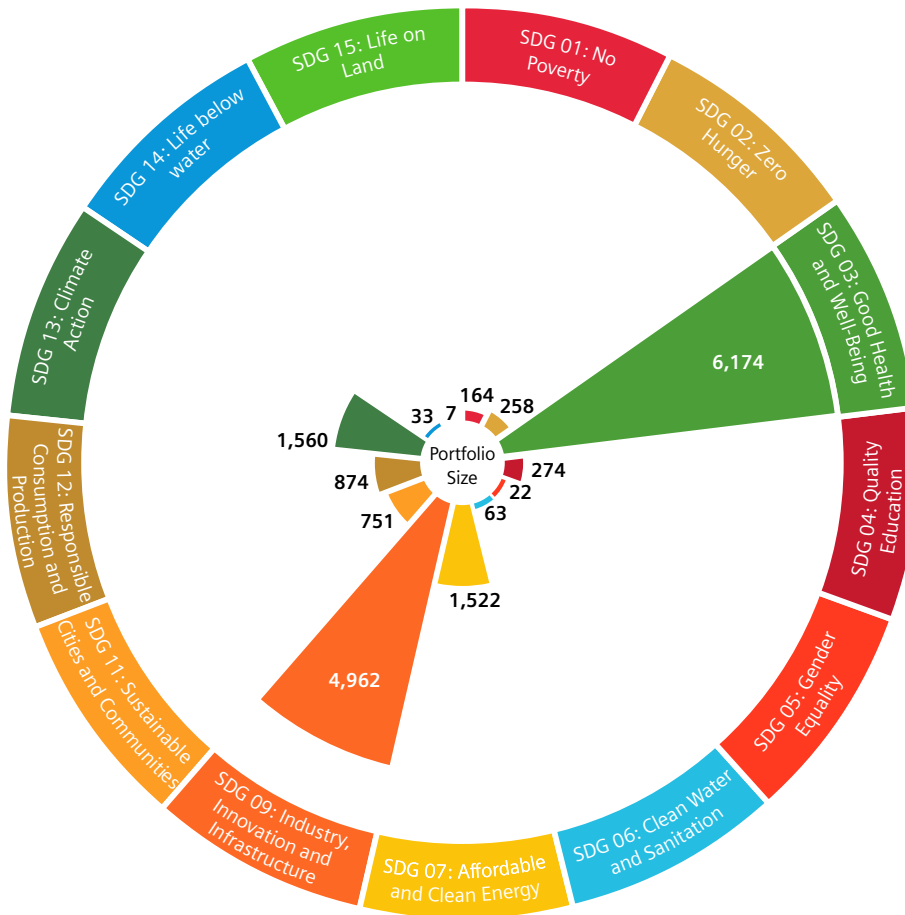 SDG 01: No
Poverty
SDG 02: Zero
Hunger
SDG 03: Good Health
and Well-Being
SDG 04: Quality
Education
SDG 05: Gender
Equality
SDG 06: Clean Water
and Sanitation
SDG 07: Affordable
and Clean Energy
SDG 09: Industry,
Innovation and
Infrastructure
SDG 11: Sustainable
Cities and Communities
SDG 12: Responsible
Consumption and
Production
SDG 13: Climate
Action
SDG 14: Life below
water
SDG 15: Life on
Land
Portfolio
Size
164
258
6,174
274
22
63
1,522
4,962
751
874
1,560
33
7